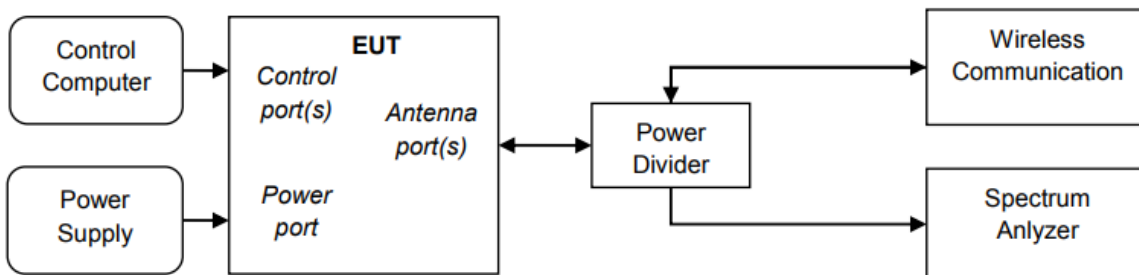 Control
Computer
Power
Supply
EUT
Control
port(s)
Antenna
port(s)
Power
port
Power
Divider
Wireless
Communication
Spectrum
Anlyzer